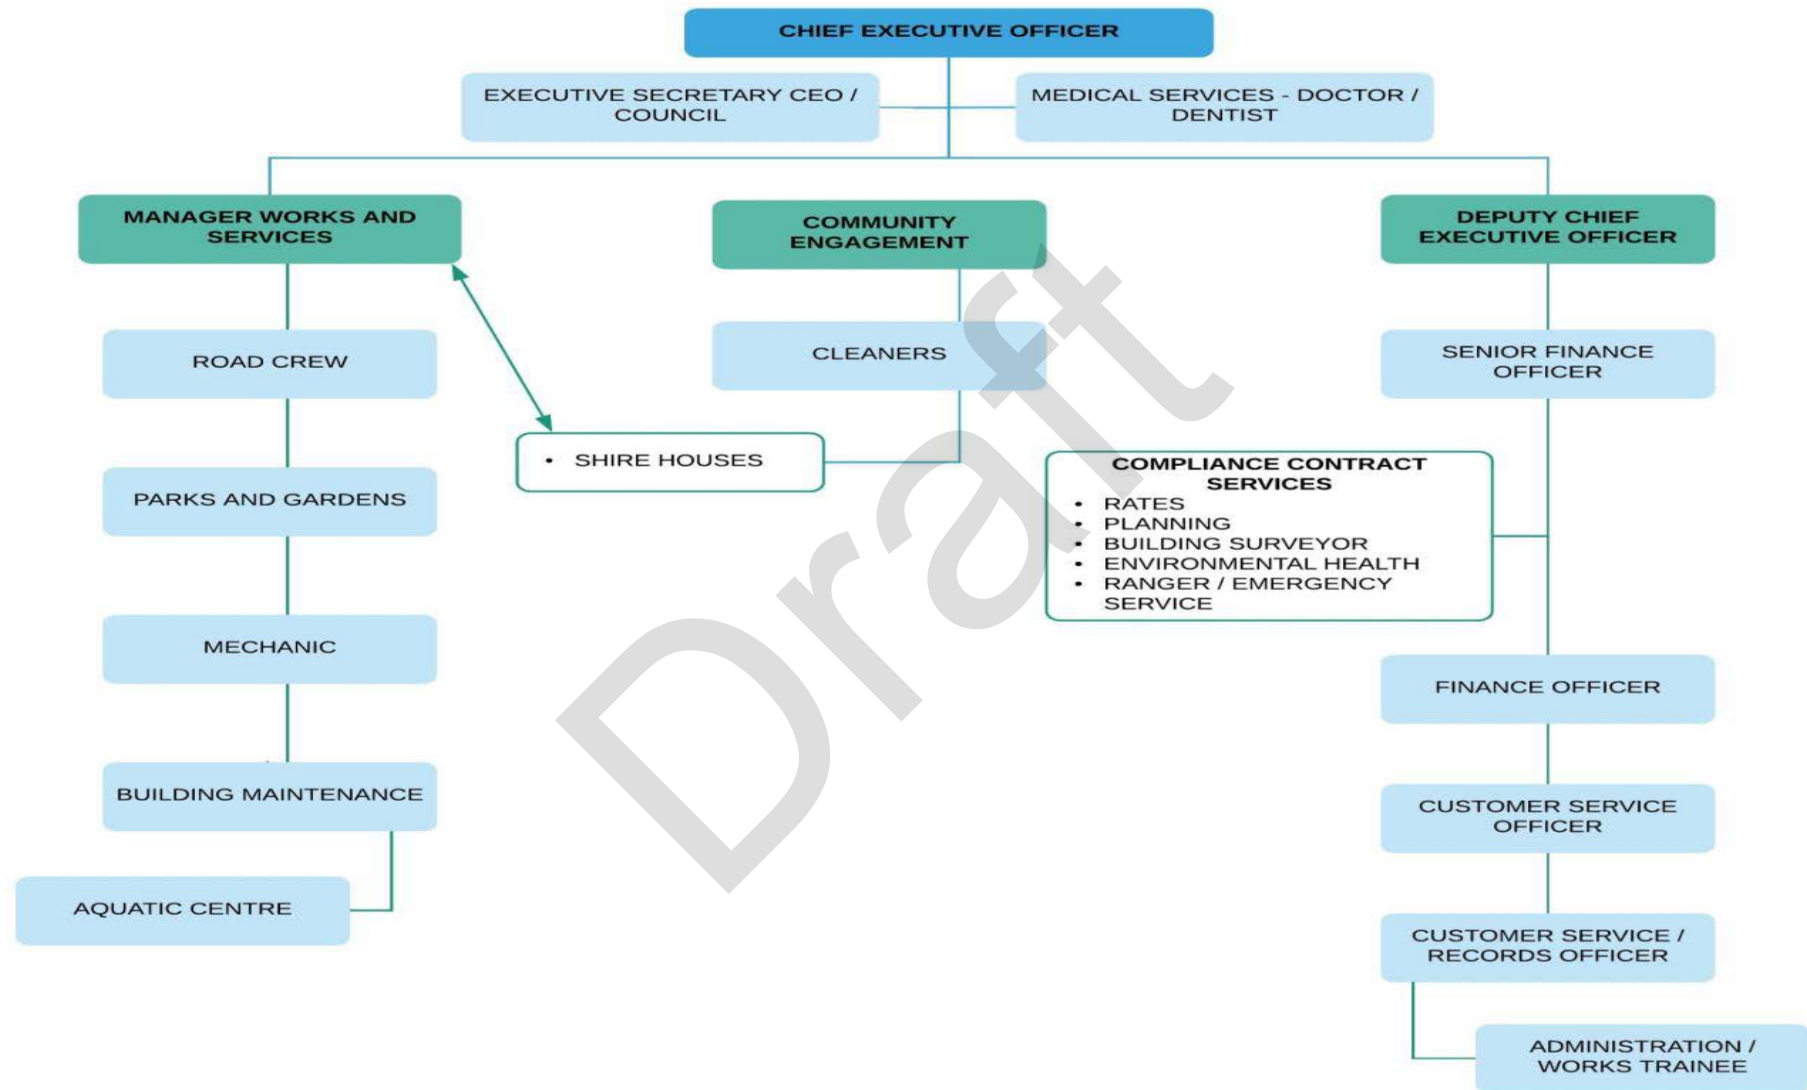 CHIEF EXECUTIVE OFFICER
EXECUTIVE SECRETARY CEO /
COUNCIL
MEDICAL SERVICES - DOCTOR /
DENTIST
MANAGER WORKS AND
SERVICES
COMMUNITY
ENGAGEMENT
DEPUTY CHIEF
EXECUTIVE OFFICER
ROAD CREW
CLEANERS
SENIOR FINANCE
OFFICER
• SHIRE HOUSES
PARKS AND GARDENS
COMPLIANCE CONTRACT
SERVICES
• RATES
• PLANNING
• BUILDING SURVEYOR
• ENVIRONMENTAL HEALTH
• RANGER / EMERGENCY
SERVICE
MECHANIC
FINANCE OFFICER
BUILDING MAINTENANCE
CUSTOMER SERVICE
OFFICER
AQUATIC CENTRE
CUSTOMER SERVICE /
RECORDS OFFICER
ADMINISTRATION /
WORKS TRAINEE
Draft